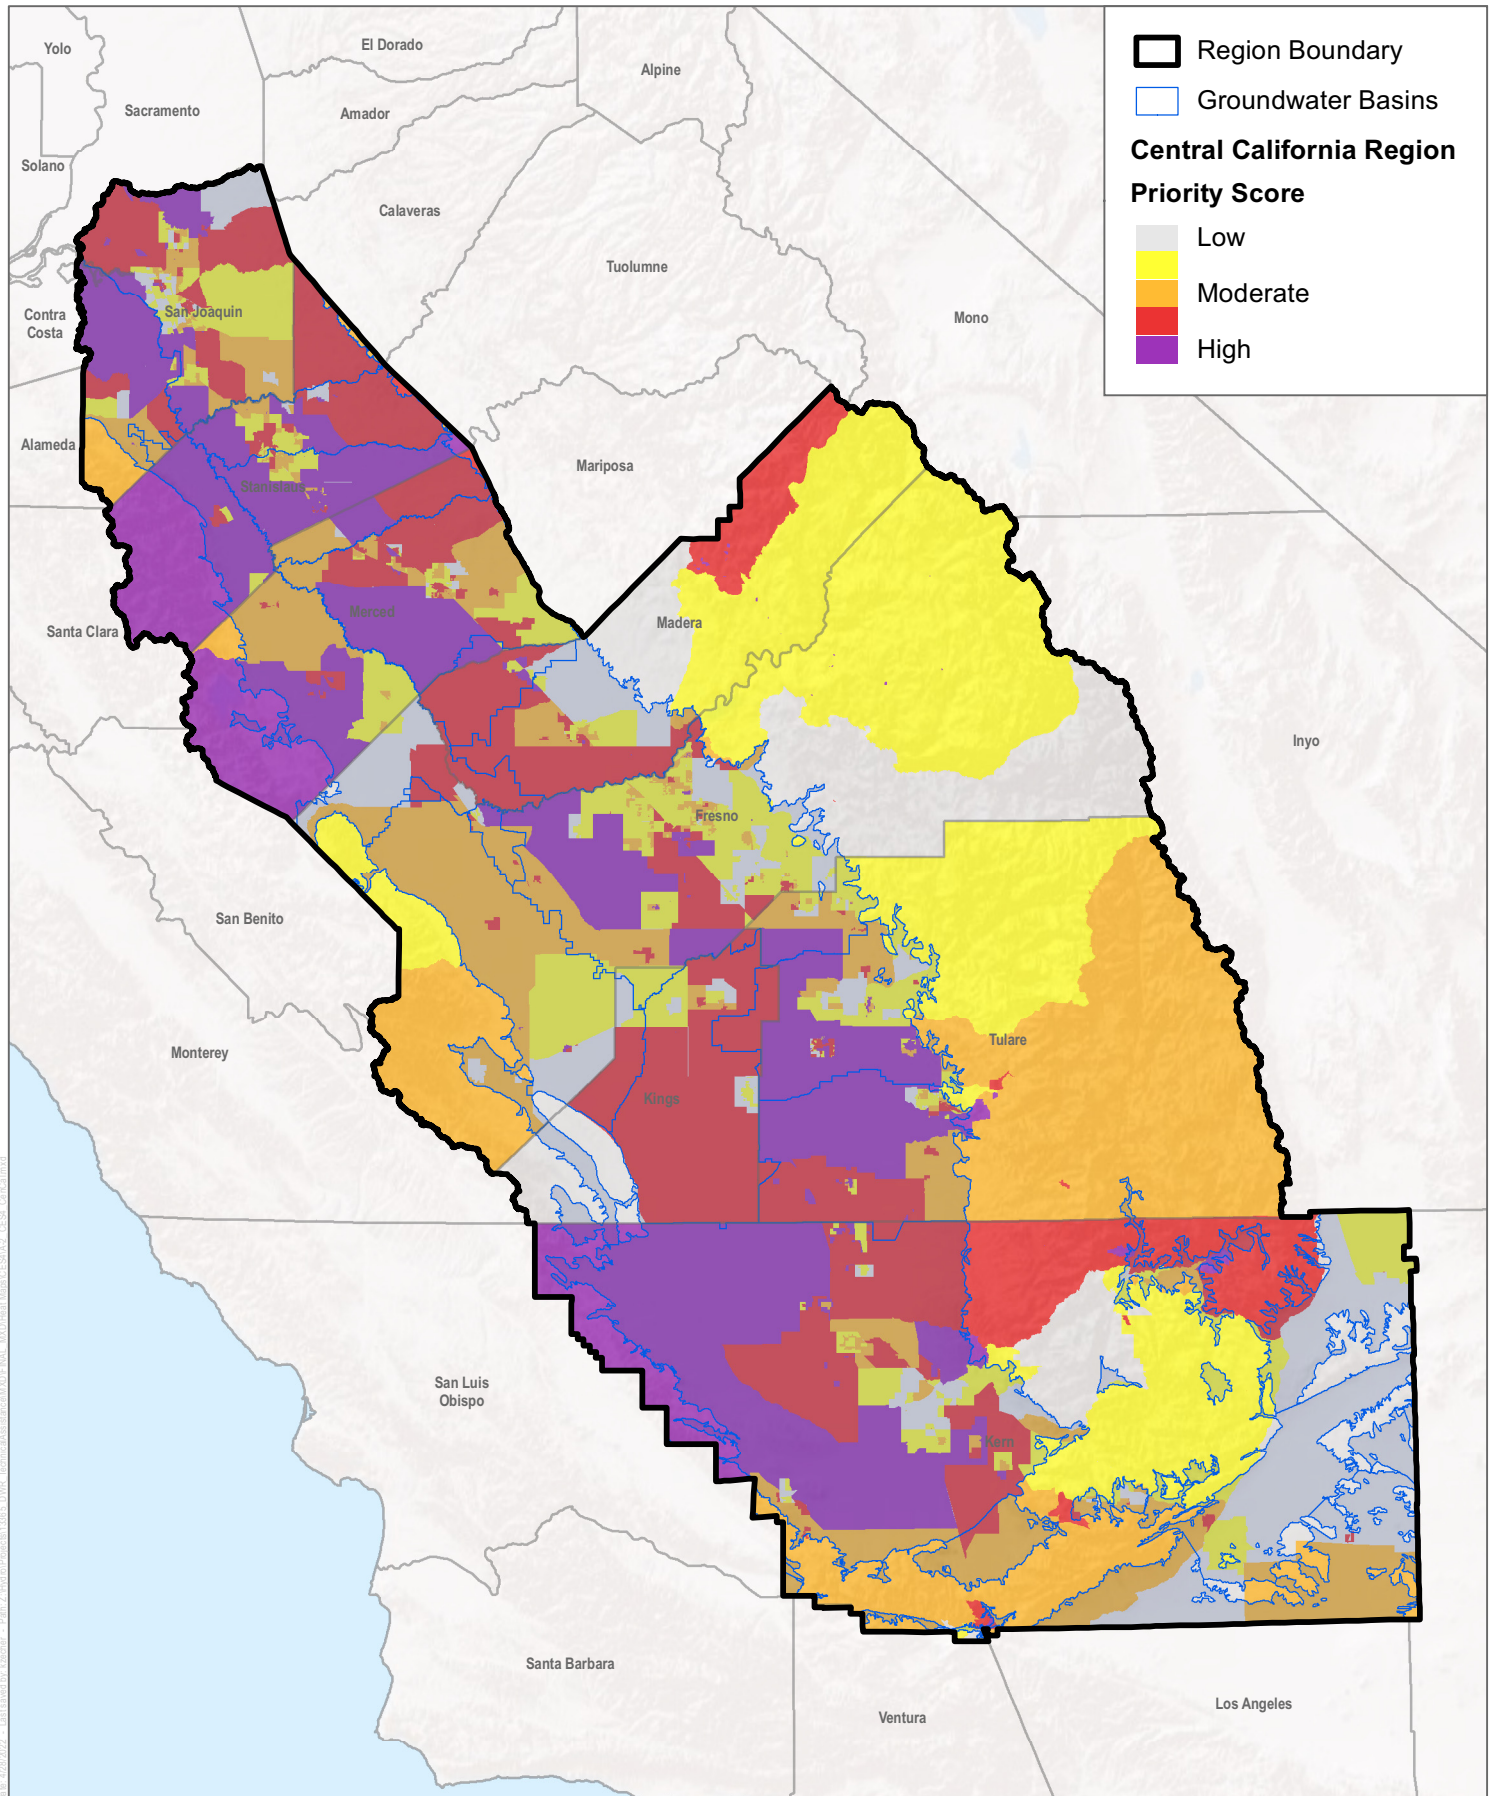 Region Boundary
Groundwater Basins
Central California Region
Priority Score
Low
Moderate
High
Yolo
El Dorado
Alpine
Sacramento
Amador
Solano
Calaveras
Tuolumne
Contra
Costa
San Joaquin
Mono
Alameda
Mariposa
Stanislaus
Merced
Madera
Santa Clara
Inyo
Fresno
San Benito
Monterey
Tulare
Kings
San Luis
Obispo
Kern
Santa Barbara
Ventura
Los Angeles